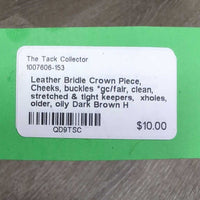 The Tack Collector
1007606-153
Leather Bridle Crown Piece,
Cheeks, buckles *gc/fair, clean,
stretched & tight keepers, xholes,
older, oily Dark Brown H
QD9TSC
$10.00